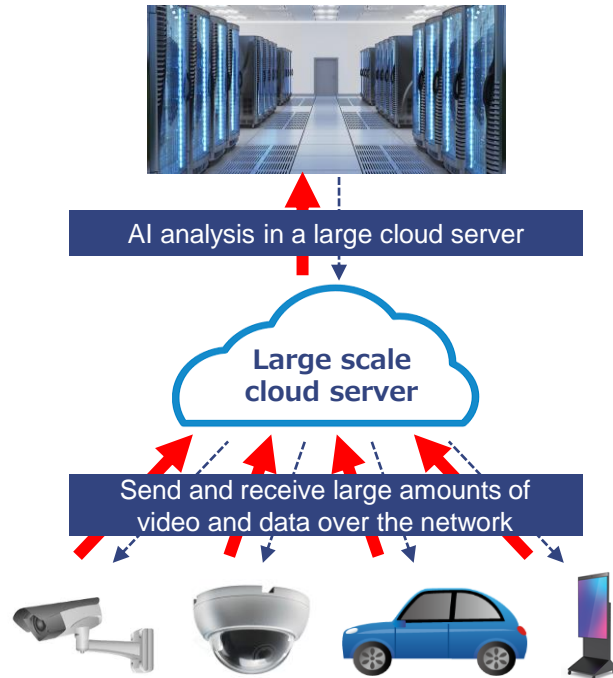 AI analysis in a large cloud server
Large scale
cloud server
Send and receive large amounts of
video and data over the network